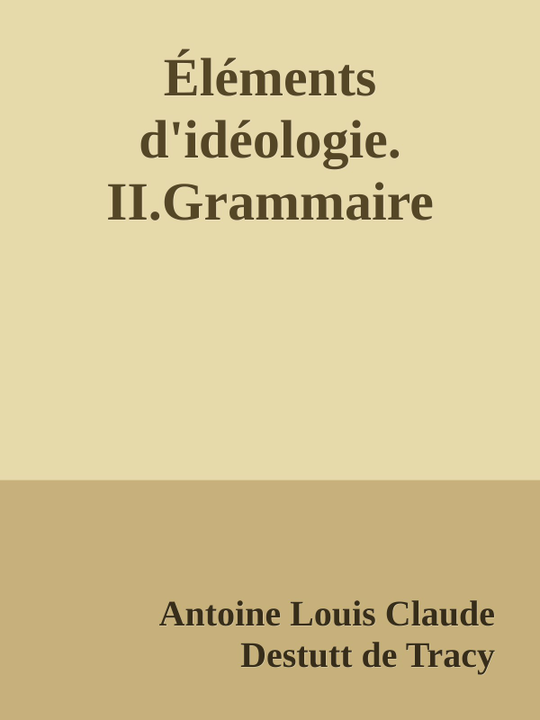 Éléments
d'idéologie.
II.Grammaire
Antoine Louis Claude
Destutt de Tracy